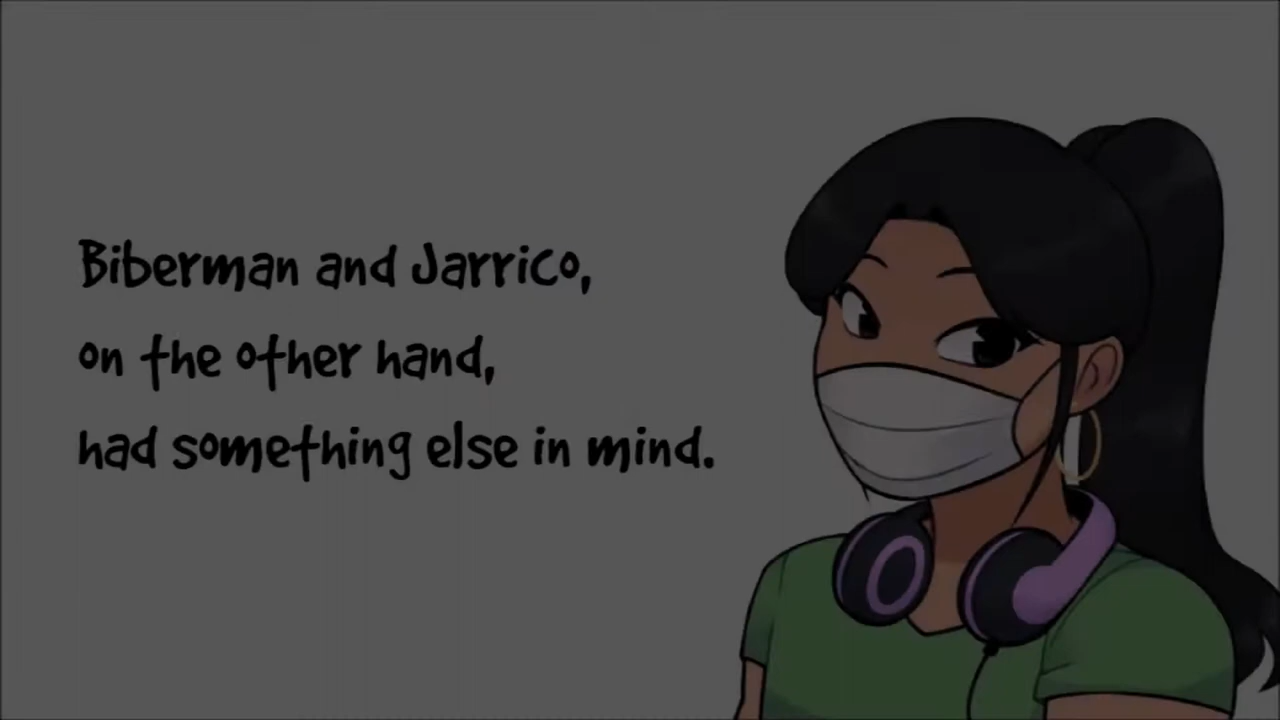 Biberman and Jarrico,
on the other hand,
had something else in mind.